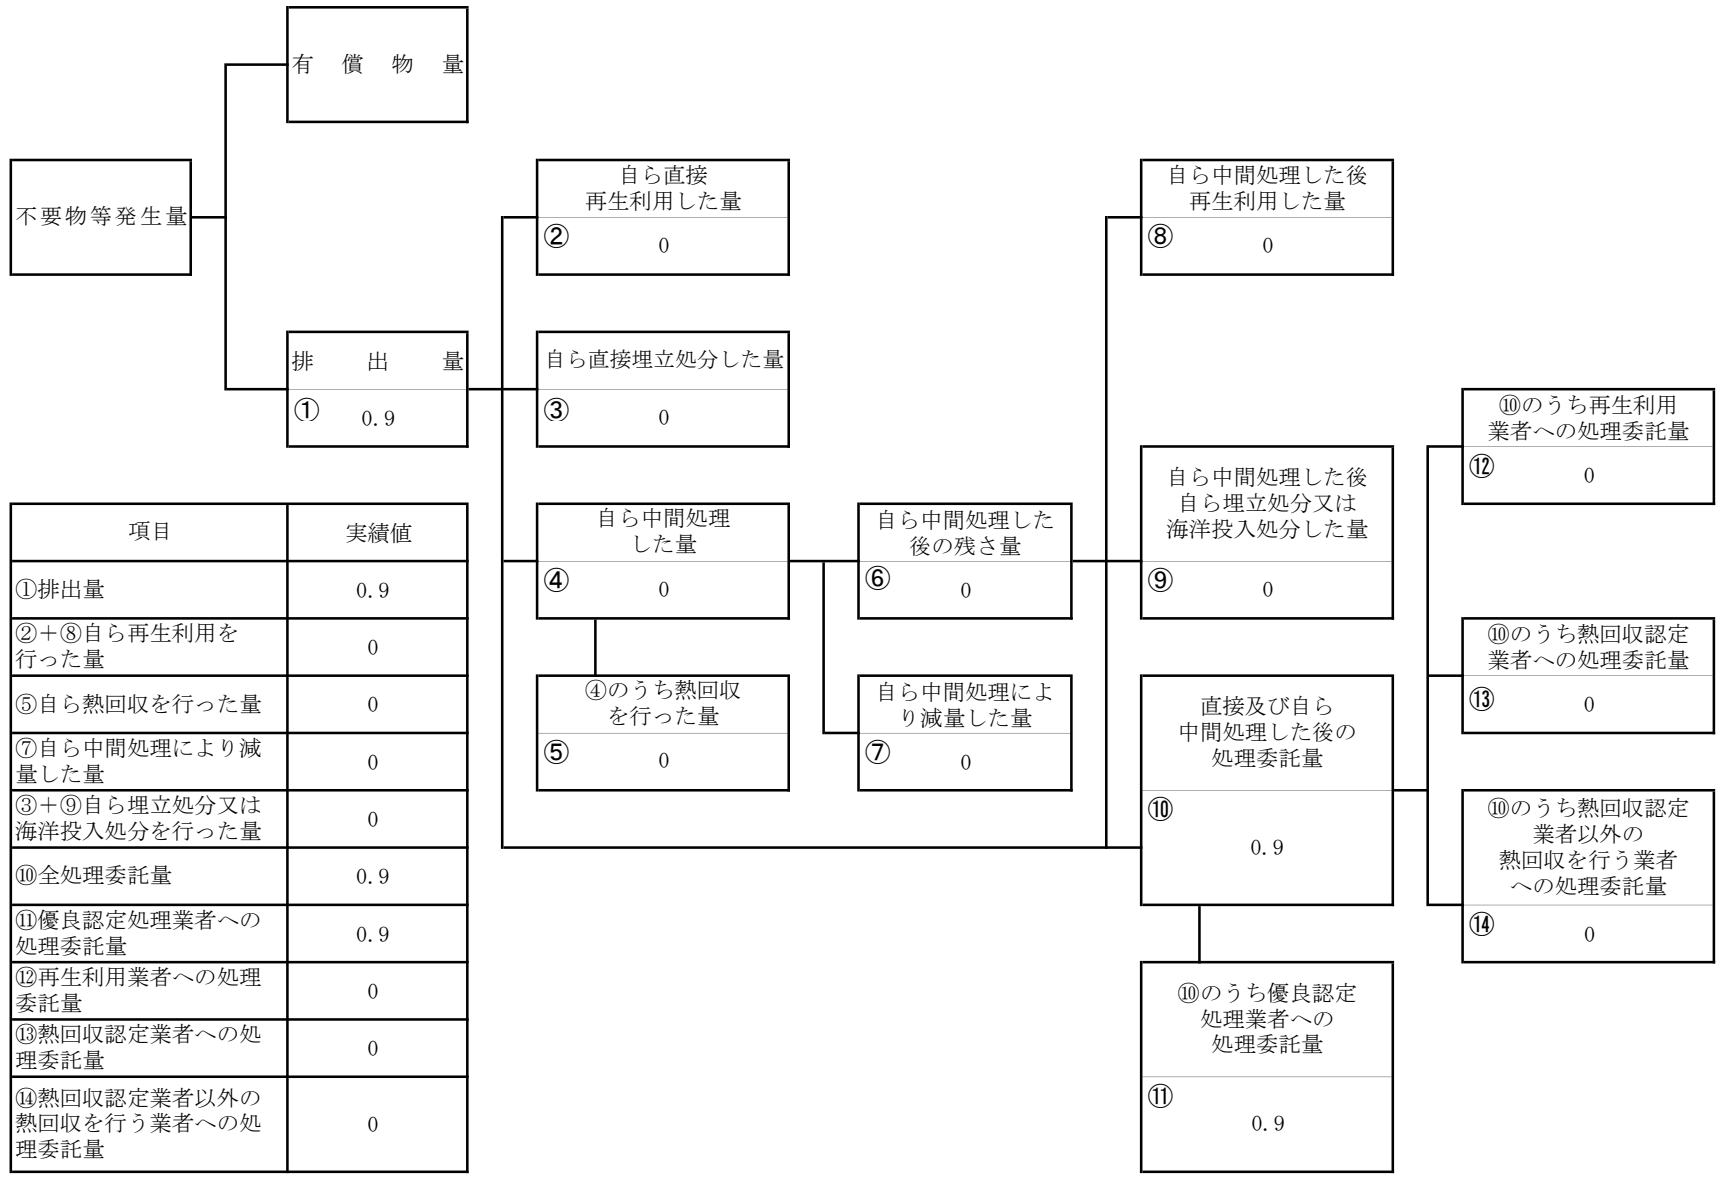 有償物量
不要物等発生量
自ら直接
再生利用した量
②
0
自ら中間処理した後
再生利用した量
⑧
0
排出量
①
0.9
自ら直接埋立処分した量
③
0
⑩のうち再生利用
業者への処理委託量
⑫
0
自ら中間処理した後
自ら埋立処分又は
海洋投入処分した量
⑨
0
自ら中間処理
した量
④
0
自ら中間処理した
後の残さ量
⑥
0
⑩のうち熱回収認定
業者への処理委託量
⑬
0
④のうち熱回収
を行った量
⑤
0
自ら中間処理によ
り減量した量
⑦
0
直接及び自ら
中間処理した後の
処理委託量
⑩
0.9
⑩のうち熱回収認定
業者以外の
熱回収を行う業者
への処理委託量
⑭
0
⑩のうち優良認定
処理業者への
処理委託量
⑪
0.9
項目 実績値
①排出量 0.9
②＋⑧自ら再生利用を
行った量 0
⑤自ら熱回収を行った量 0
⑦自ら中間処理により減
量した量 0
③＋⑨自ら埋立処分又は
海洋投入処分を行った量 0
⑩全処理委託量 0.9
⑪優良認定処理業者への
処理委託量 0.9
⑫再生利用業者への処理
委託量 0
⑬熱回収認定業者への処
理委託量 0
⑭熱回収認定業者以外の
熱回収を行う業者への処
理委託量 0